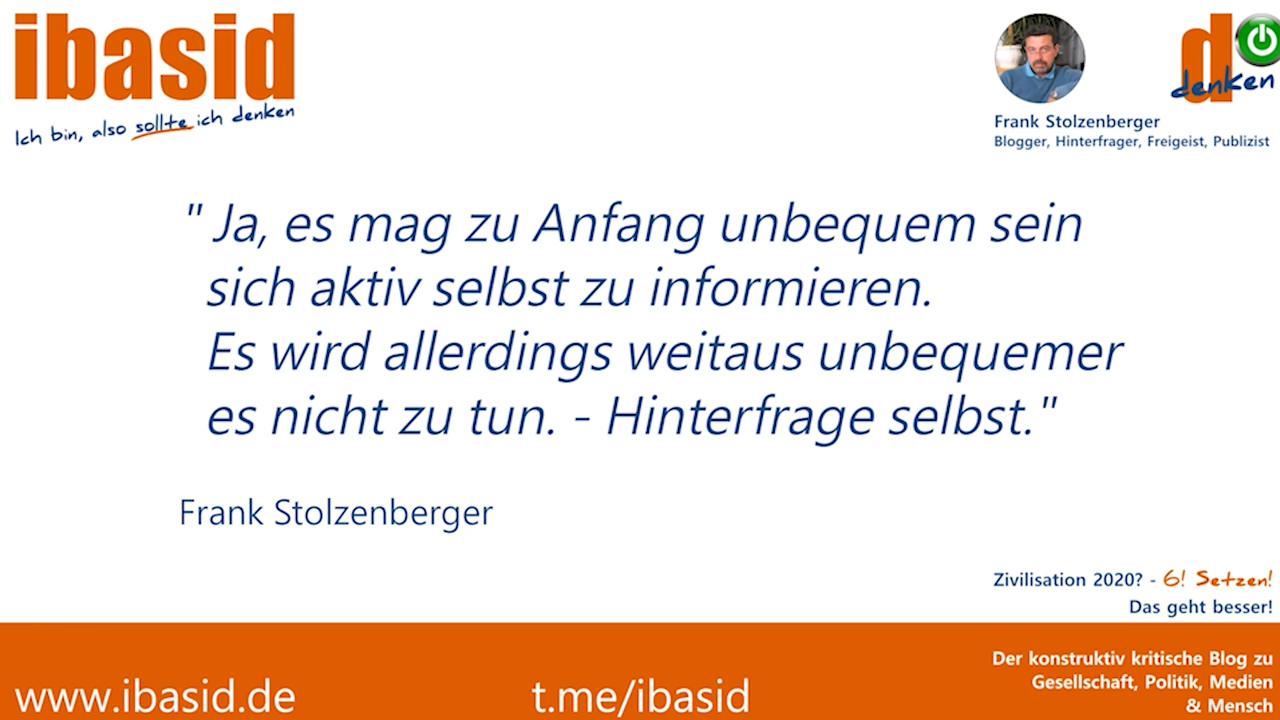 ibasid
Ich bin, also sollte ich denken
d
denken
Frank Stolzenberger
Blogger, Hinterfrager, Freigeist, Publizist
" Ja, es mag zu Anfang unbequem sein
sich aktiv selbst zu informieren.
Es wird allerdings weitaus unbequemer
es nicht zu tun. - Hinterfrage selbst."
Frank Stolzenberger
Zivilisation 2020? - 6! Setzen!
Das geht besser!
www.ibasid.de
t.me/ibasid
Der konstruktiv kritische Blog zu
Gesellschaft, Politik, Medien
& Mensch